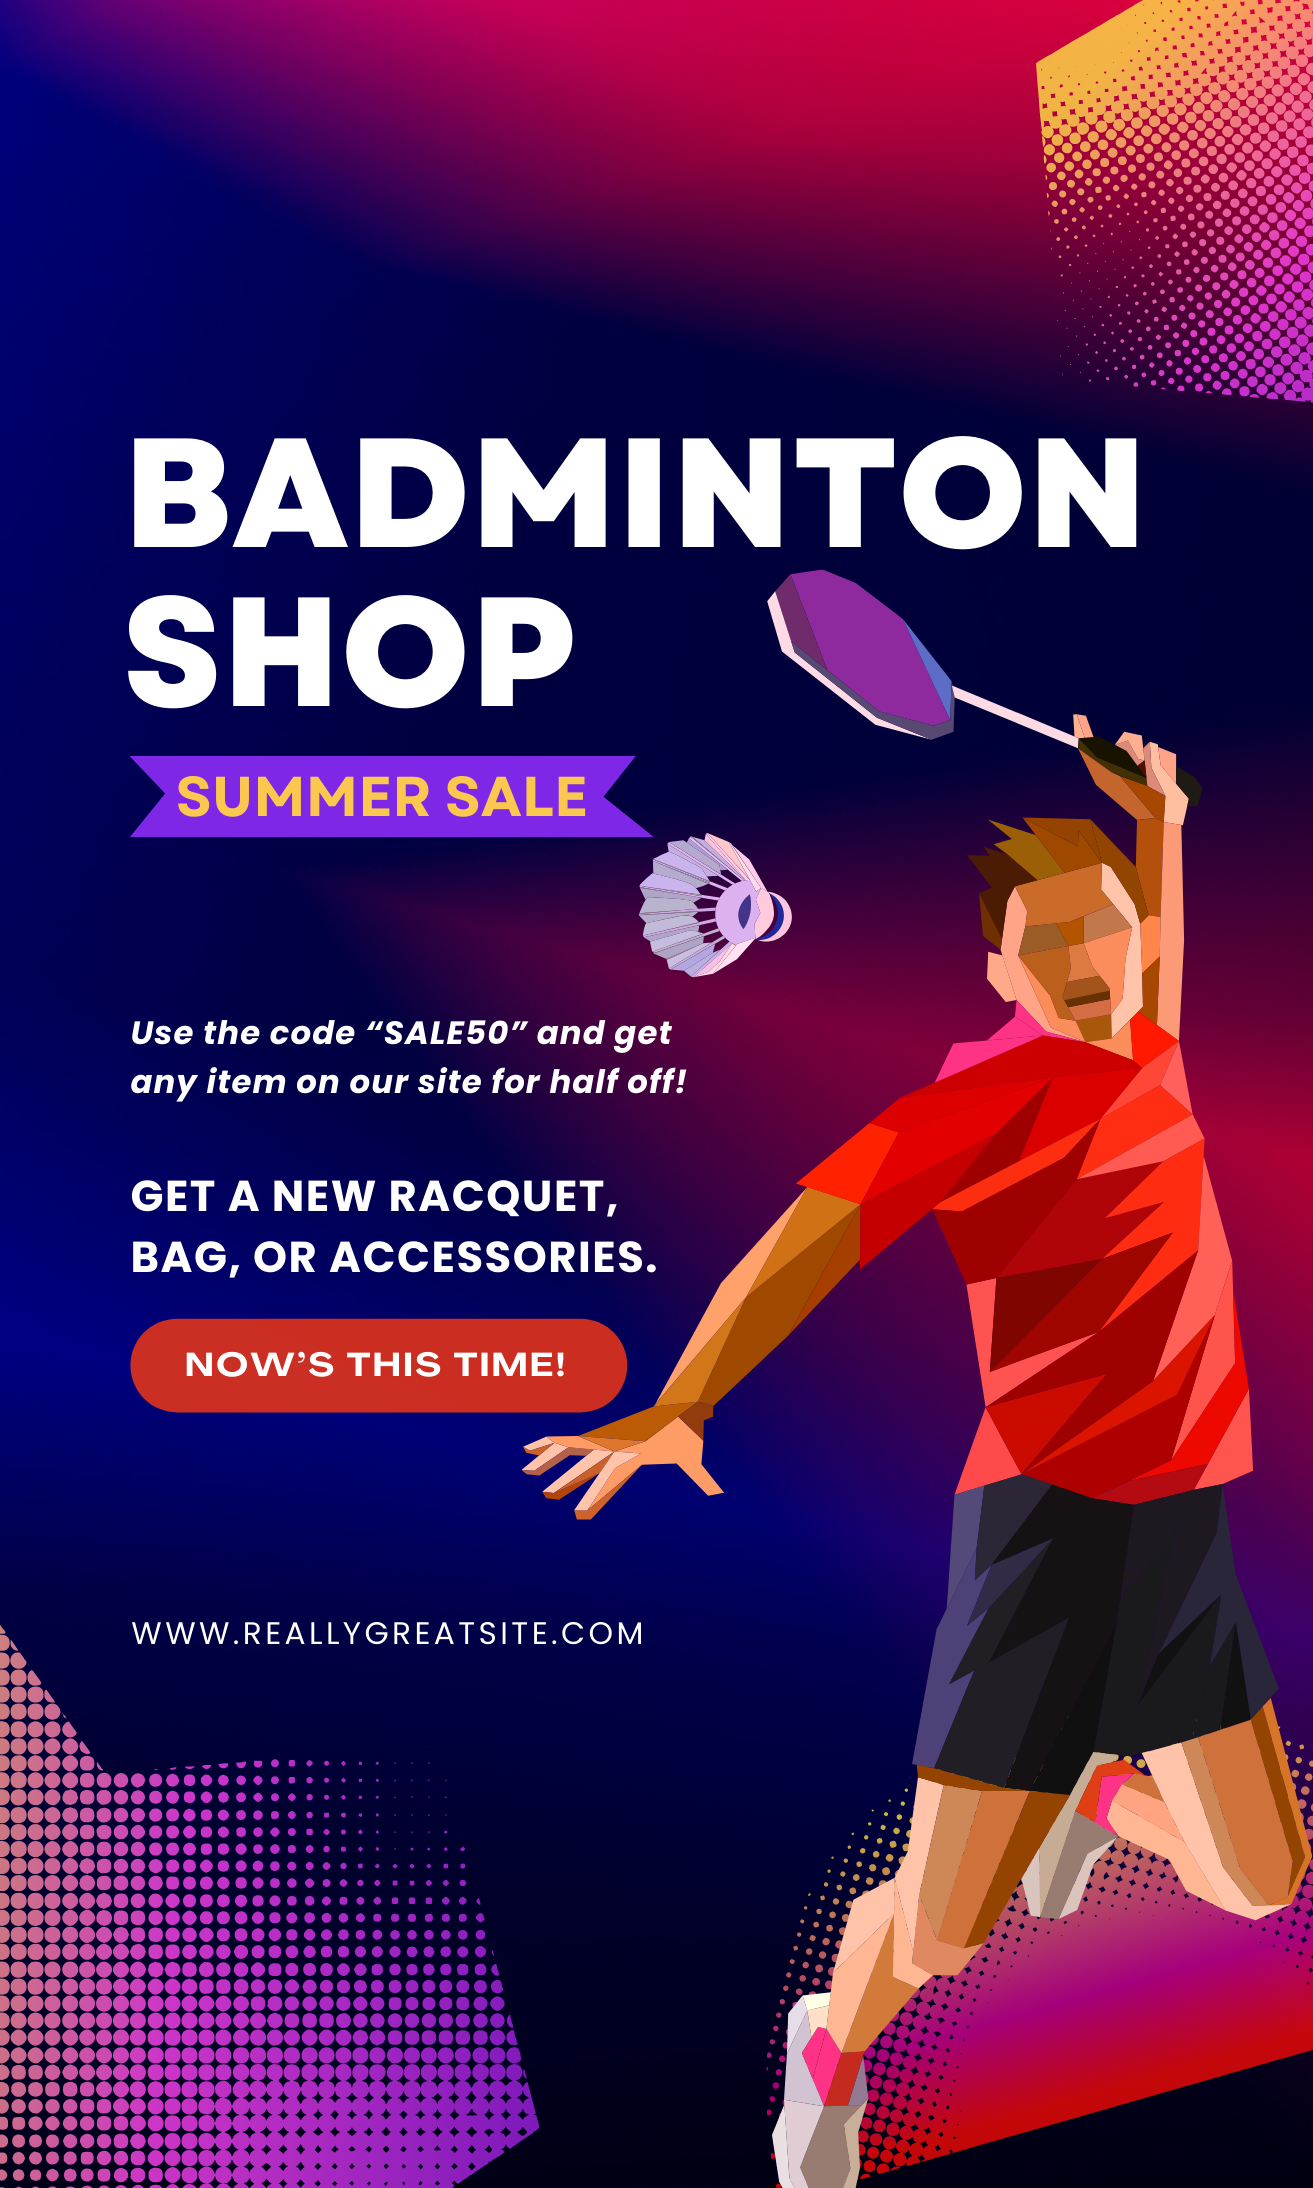 BADMINTON
SHOP
SUMMER SALE
Use the code “SALE50” and get
any item on our site for half off!
GET A NEW RACQUET,
BAG, OR ACCESSORIES.
NOW’S THIS TIME!
WWW.REALLYGREATSITE.COM